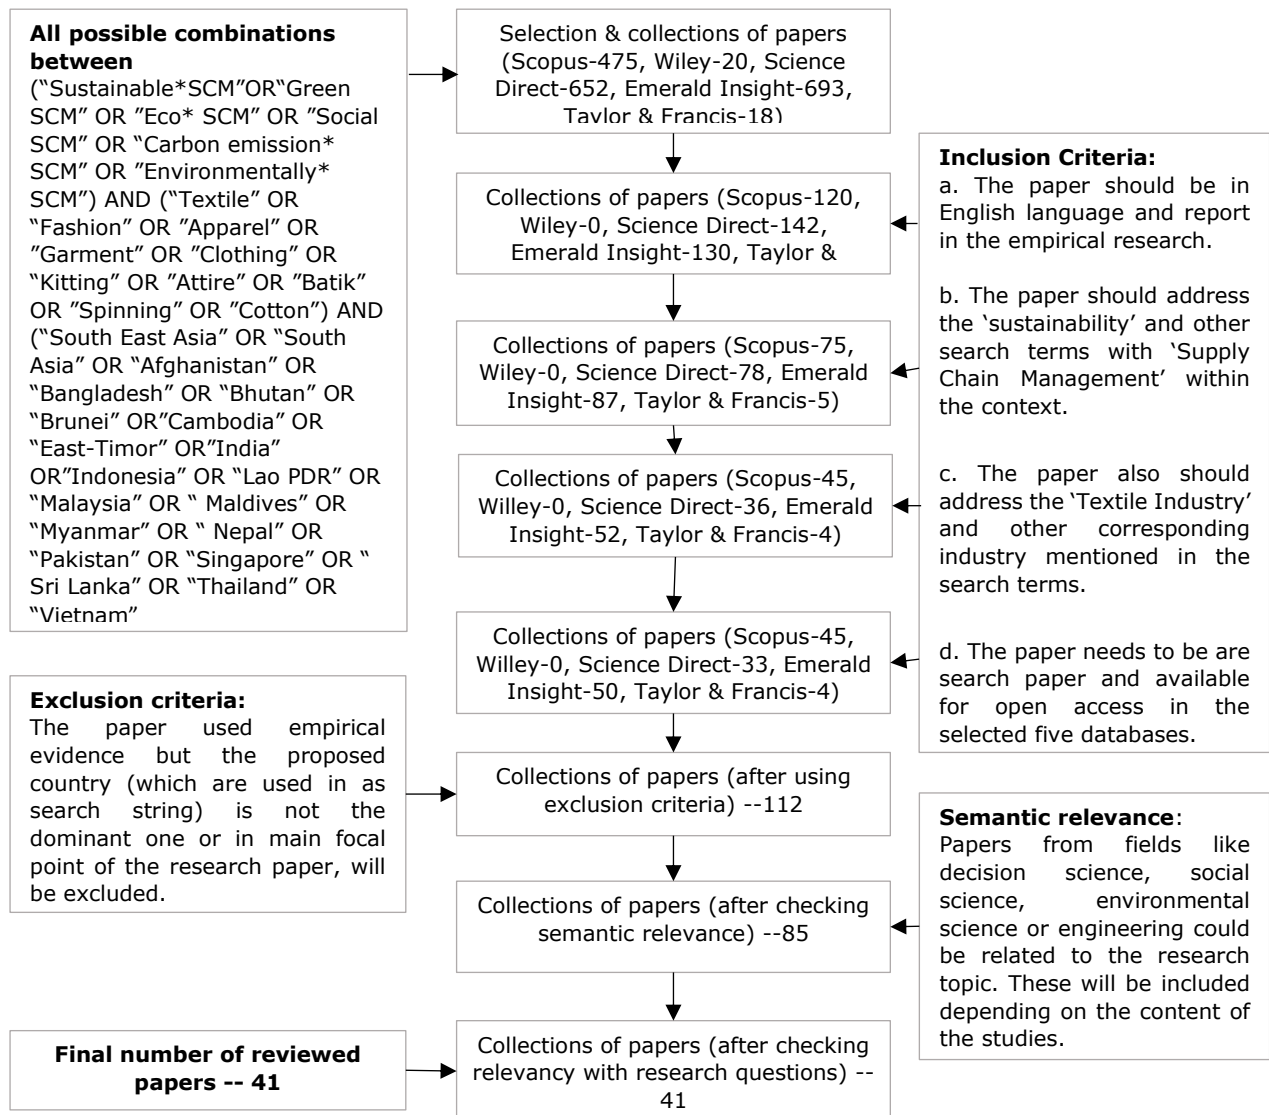 All possible combinations
between
(“Sustainable*SCM”OR“Green
SCM” OR ”Eco* SCM” OR ”Social
SCM” OR “Carbon emission*
SCM” OR ”Environmentally*
SCM”) AND (“Textile” OR
“Fashion” OR ”Apparel” OR
”Garment” OR ”Clothing” OR
“Kitting” OR ”Attire” OR ”Batik”
OR ”Spinning” OR ”Cotton”) AND
(“South East Asia” OR “South
Asia” OR “Afghanistan” OR
“Bangladesh” OR “Bhutan” OR
“Brunei” OR”Cambodia” OR
“East-Timor” OR”India”
OR”Indonesia” OR “Lao PDR” OR
“Malaysia” OR “ Maldives” OR
“Myanmar” OR “ Nepal” OR
“Pakistan” OR “Singapore” OR “
Sri Lanka” OR “Thailand” OR
“Vietnam”
Exclusion criteria:
The paper used empirical
evidence but the proposed
country (which are used in as
search string) is not the
dominant one or in main focal
point of the research paper, will
be excluded.
Final number of reviewed
papers -- 41
Selection & collections of papers
(Scopus-475, Wiley-20, Science
Direct-652, Emerald Insight-693,
Taylor & Francis-18)
Collections of papers (Scopus-120,
Wiley-0, Science Direct-142,
Emerald Insight-130, Taylor &
Collections of papers (Scopus-75,
Wiley-0, Science Direct-78, Emerald
Insight-87, Taylor & Francis-5)
Collections of papers (Scopus-45,
Willey-0, Science Direct-36, Emerald
Insight-52, Taylor & Francis-4)
Collections of papers (Scopus-45,
Willey-0, Science Direct-33, Emerald
Insight-50, Taylor & Francis-4)
Collections of papers (after using
exclusion criteria) --112
Collections of papers (after checking
semantic relevance) --85
Collections of papers (after checking
relevancy with research questions) --
41
Inclusion Criteria:
a. The paper should be in
English language and report
in the empirical research.
b. The paper should address
the ‘sustainability’ and other
search terms with ‘Supply
Chain Management’ within
the context.
c. The paper also should
address the ‘Textile Industry’
and other corresponding
industry mentioned in the
search terms.
d. The paper needs to be are
search paper and available
for open access in the
selected five databases.
Semantic relevance:
Papers from fields like
decision science, social
science, environmental
science or engineering could
be related to the research
topic. These will be included
depending on the content of
the studies.